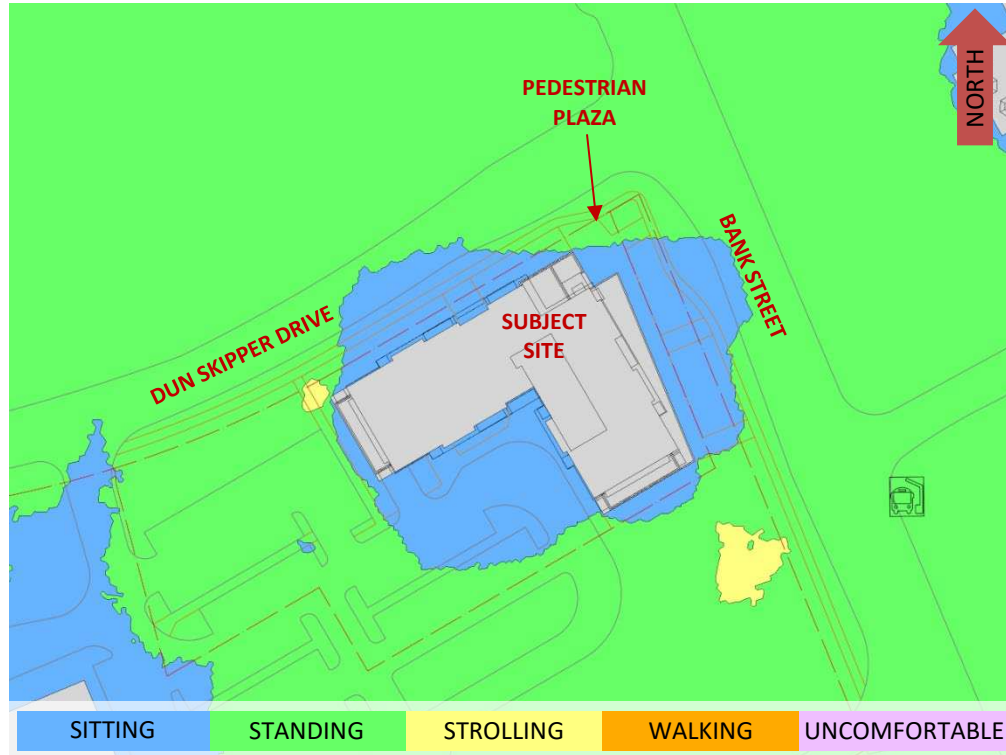 NORTH
PEDESTRIAN
PLAZA
BANK STREET
DUN SKIPPER DRIVE
SUBJECT
SITE
SITTING
STANDING
STROLLING
WALKING
UNCOMFORTABLE